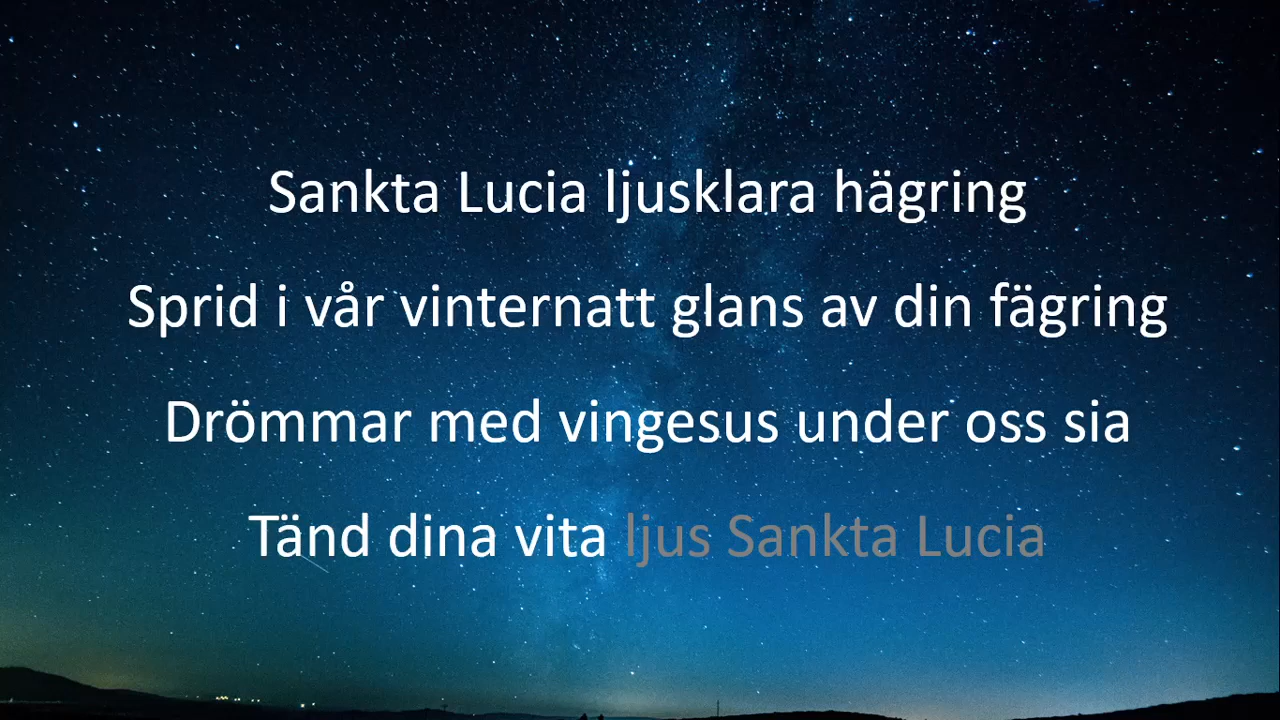 Sankta Lucia ljusklara hägring
Sprid i vår vinternatt glans av din fägring
Drömmar med vingesus under oss sia
Tänd dina vita ljus Sankta Lucia